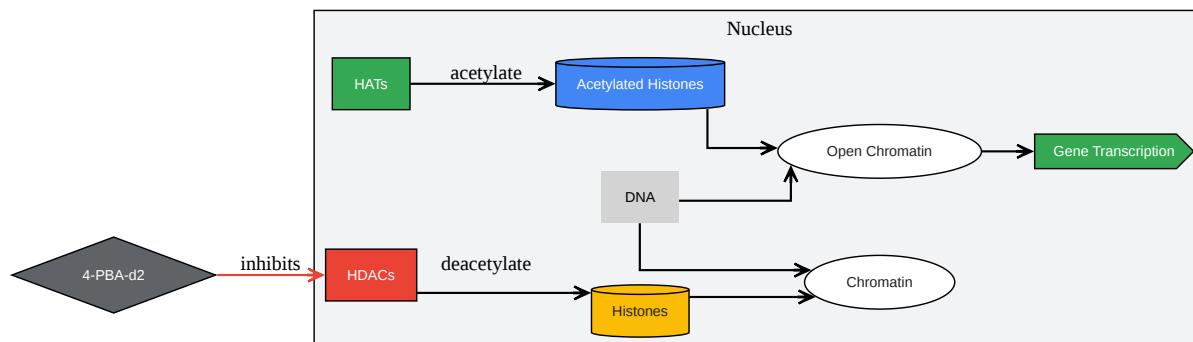 Nucleus
HATs
acetylate
Acetylated Histones
Open Chromatin
Gene Transcription
DNA
4-PBA-d2
inhibits
HDACs
deacetylate
Histones
Chromatin